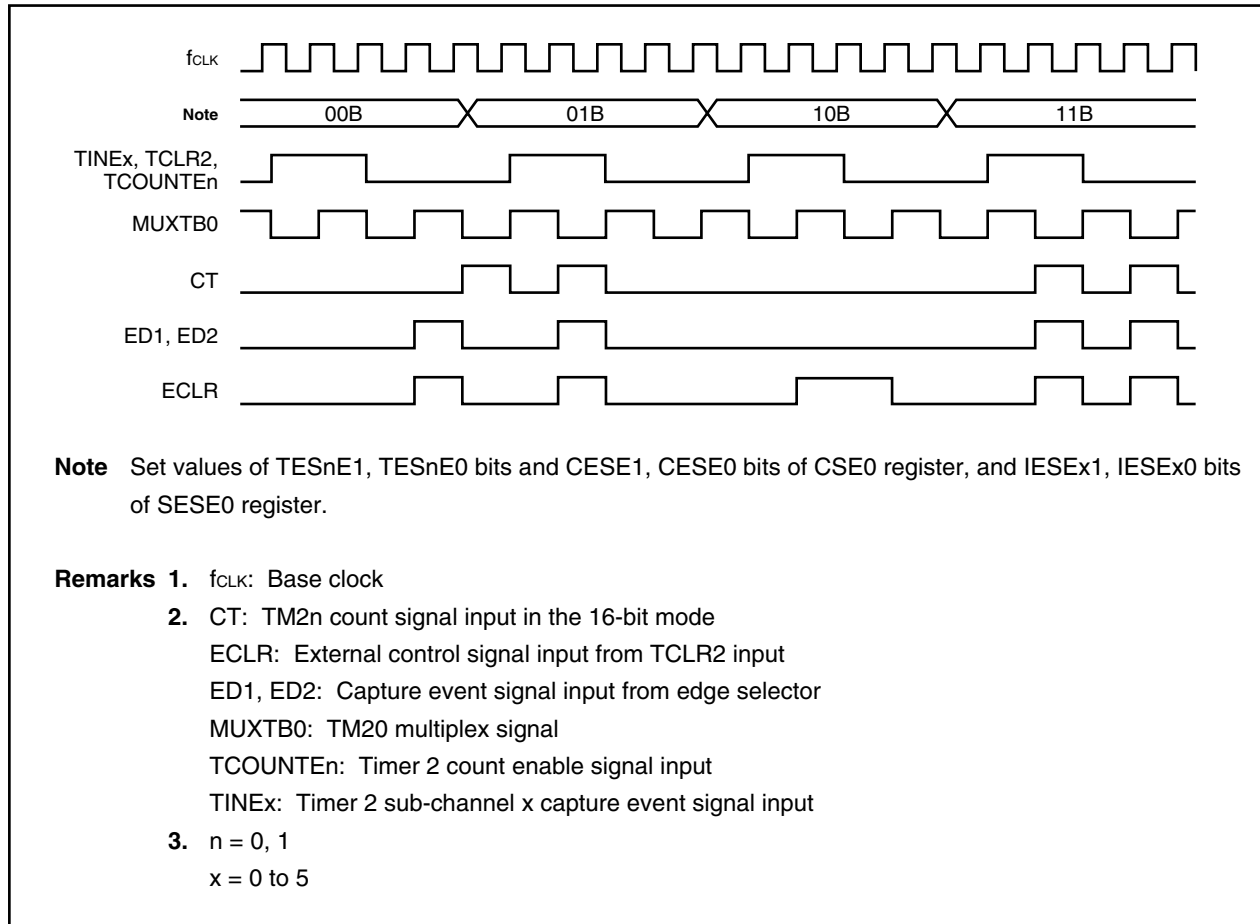 fCLK
Note 00B 01B 10B 11B
TINEx, TCLR2,
TCOUNTEn
MUXTB0
CT
ED1, ED2
ECLR
Note Set values of TESnE1, TESnE0 bits and CESE1, CESE0 bits of CSE0 register, and IESEx1, IESEx0 bits
of SESE0 register.
Remarks 1. fCLK: Base clock
2. CT: TM2n count signal input in the 16-bit mode
ECLR: External control signal input from TCLR2 input
ED1, ED2: Capture event signal input from edge selector
MUXTB0: TM20 multiplex signal
TCOUNTEn: Timer 2 count enable signal input
TINEx: Timer 2 sub-channel x capture event signal input
3. n = 0, 1
x = 0 to 5